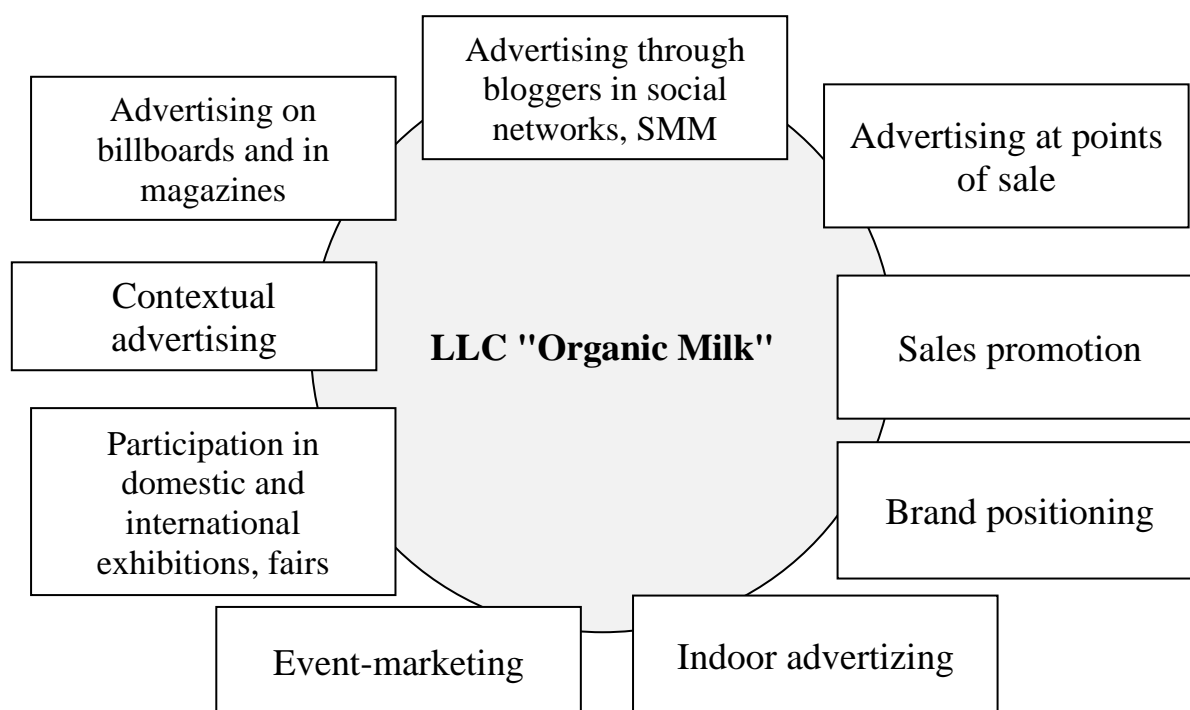 Advertising through
bloggers in social
networks, SMM
Advertising on
billboards and in
magazines
Advertising at points
of sale
Contextual
advertising
LLC "Organic Milk"
Sales promotion
Participation in
domestic and
international
exhibitions, fairs
Brand positioning
Event-marketing
Indoor advertizing